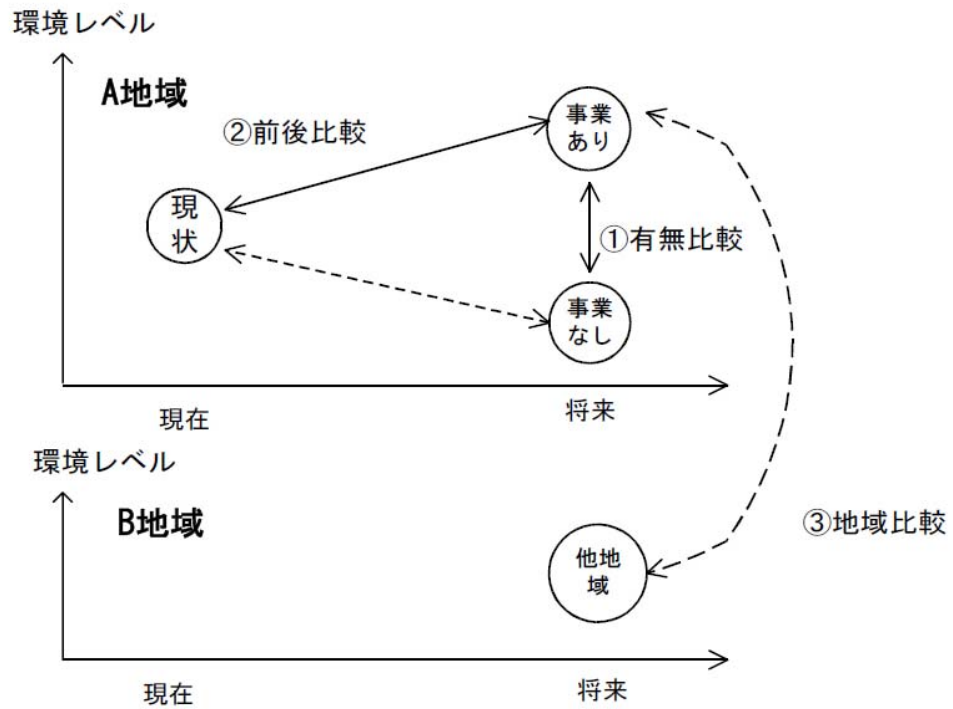 環境レベル
A地域
②前後比較
事業
あり
現
状
①有無比較
事業
なし
現在
将来
環境レベル
B地域
③地域比較
他地
域
現在
将来